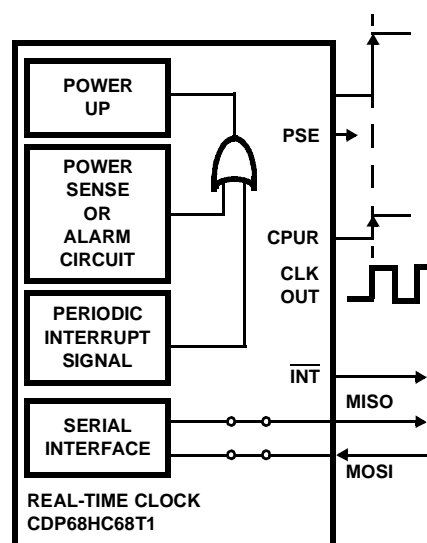 POWER
UP
POWER
SENSE
OR
ALARM
CIRCUIT
PERIODIC
INTERRUPT
SIGNAL
SERIAL
INTERFACE
REAL-TIME CLOCK
CDP68HC68T1
PSE
CPUR
CLK
OUT
INT
MISO
MOSI